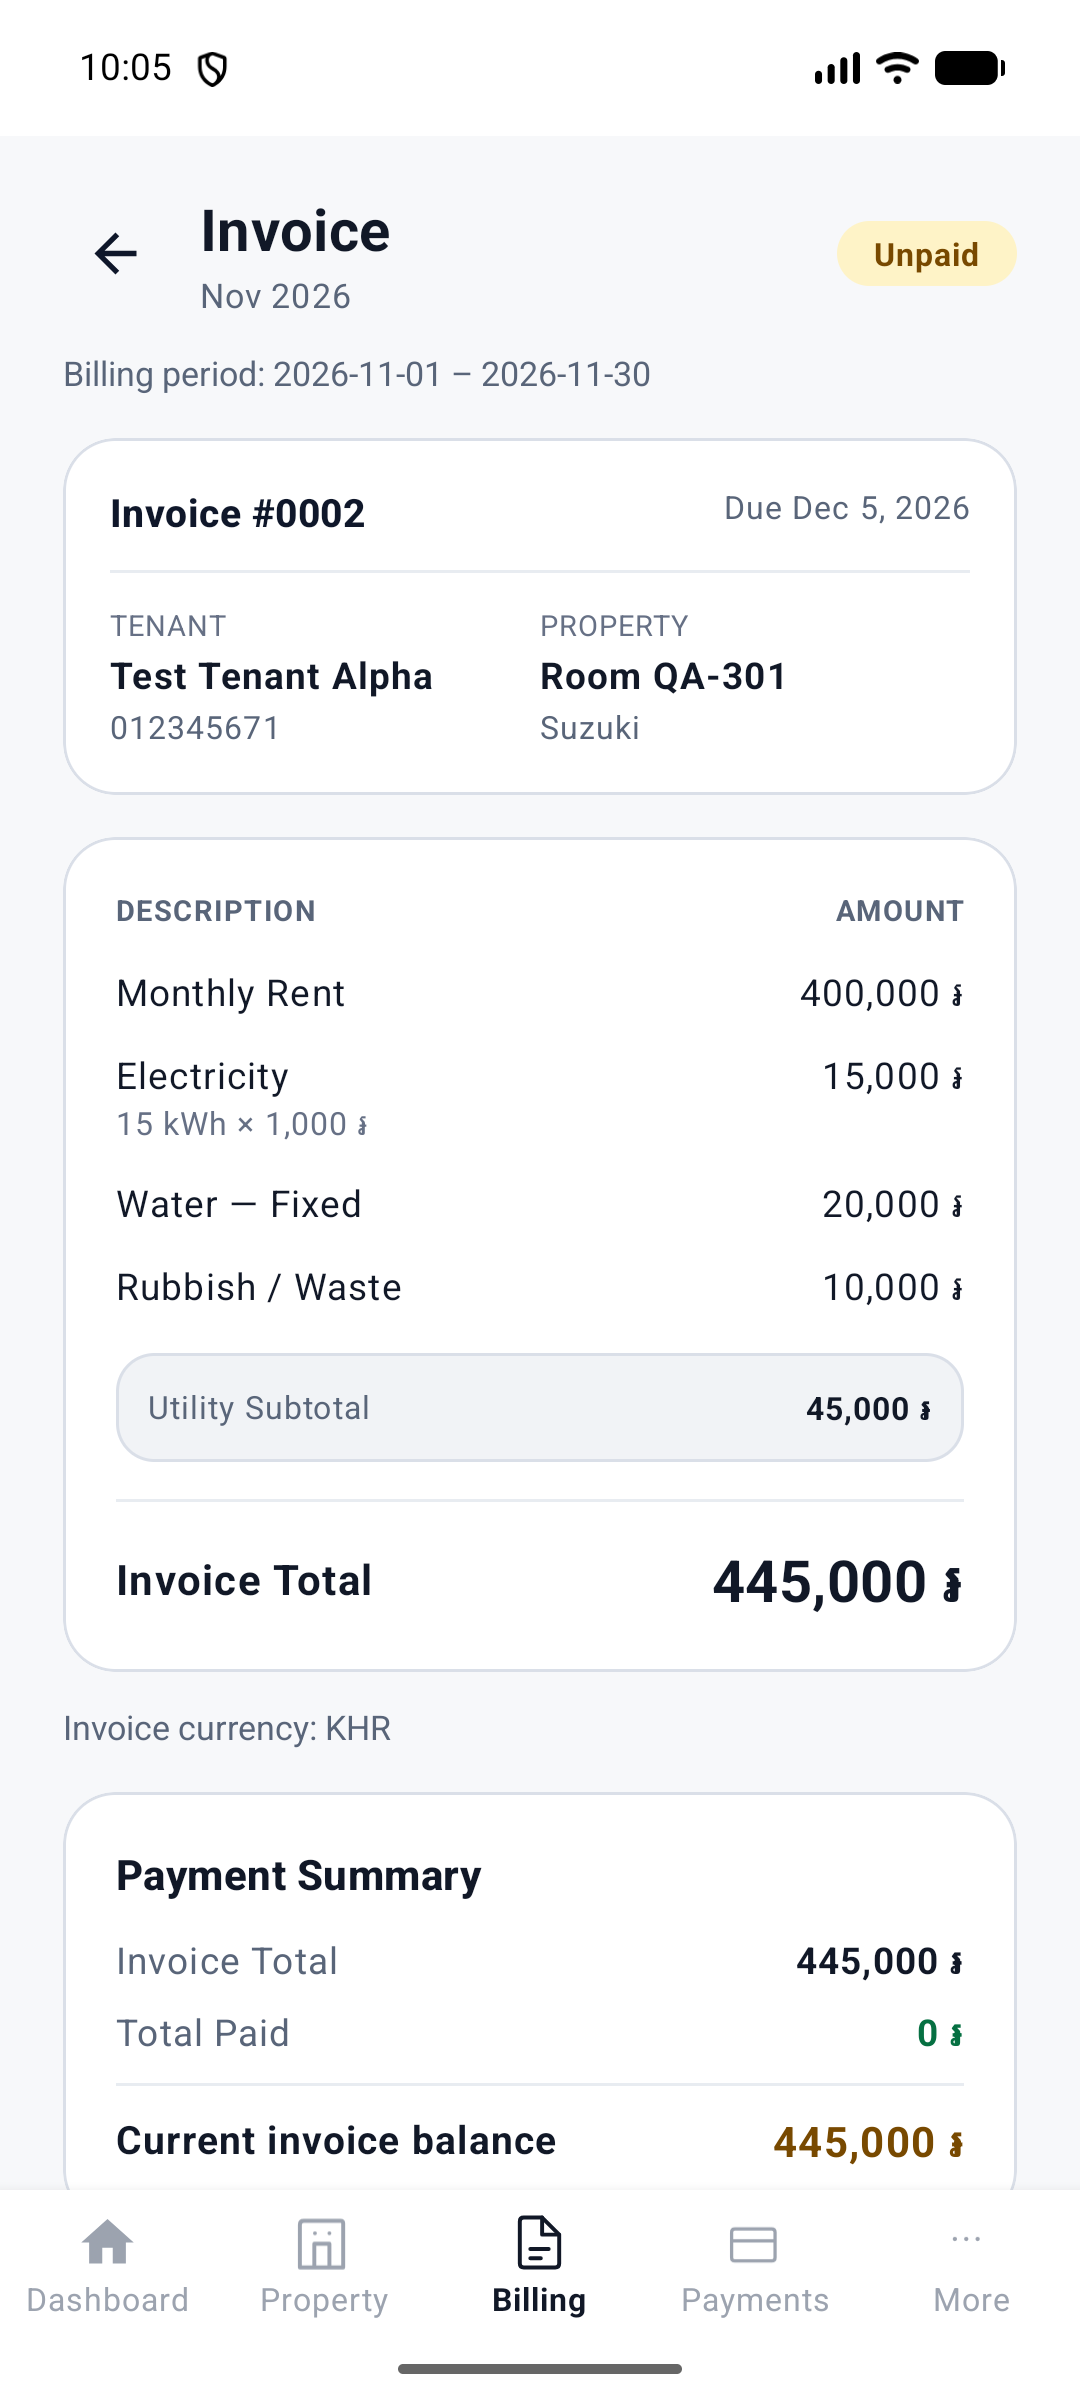 10:05
Invoice
Nov 2026
Unpaid
Billing period: 2026-11-01 – 2026-11-30
Invoice #0002
Due Dec 5, 2026
TENANT
PROPERTY
Test Tenant Alpha
Room QA-301
012345671
Suzuki
DESCRIPTION
AMOUNT
Monthly Rent
400,000 ៛
Electricity
15,000 ៛
15 kWh × 1,000 ៛
Water — Fixed
20,000 ៛
Rubbish / Waste
10,000 ៛
Utility Subtotal
45,000 ៛
Invoice Total
445,000 ៛
Invoice currency: KHR
Payment Summary
Invoice Total
445,000 ៛
Total Paid
0 ៛
Current invoice balance
445,000 ៛
Dashboard
Property
Billing
Payments
More